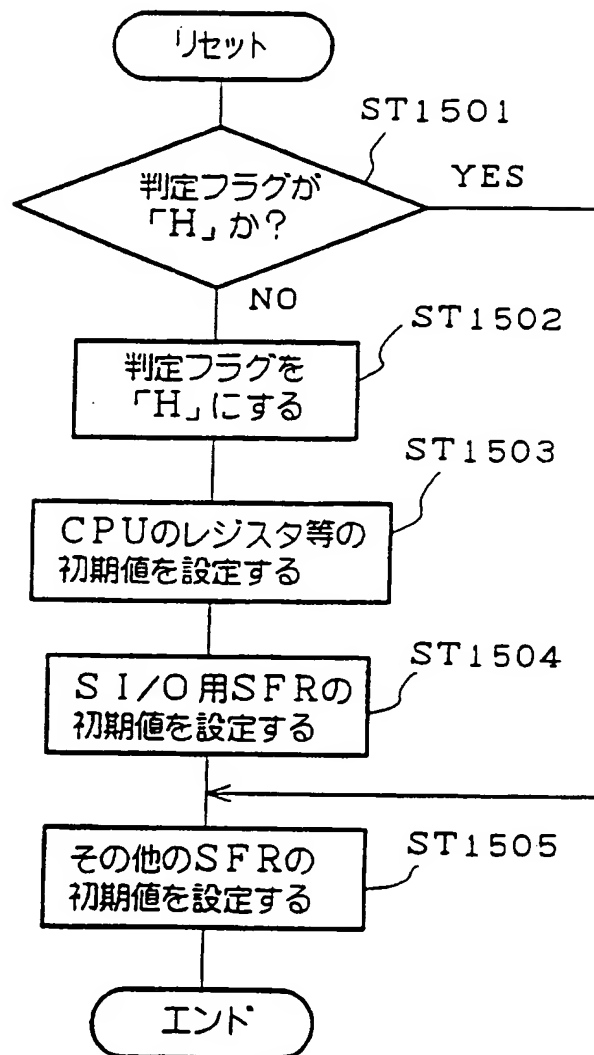 リセット
ST1501
判定フラグが
「H」か?
YES
NO
ST1502
判定フラグを
「H」にする
ST1503
CPUのレジスタ等の
初期値を設定する
ST1504
SI/O用SFRの
初期値を設定する
ST1505
その他のSFRの
初期値を設定する
エンド